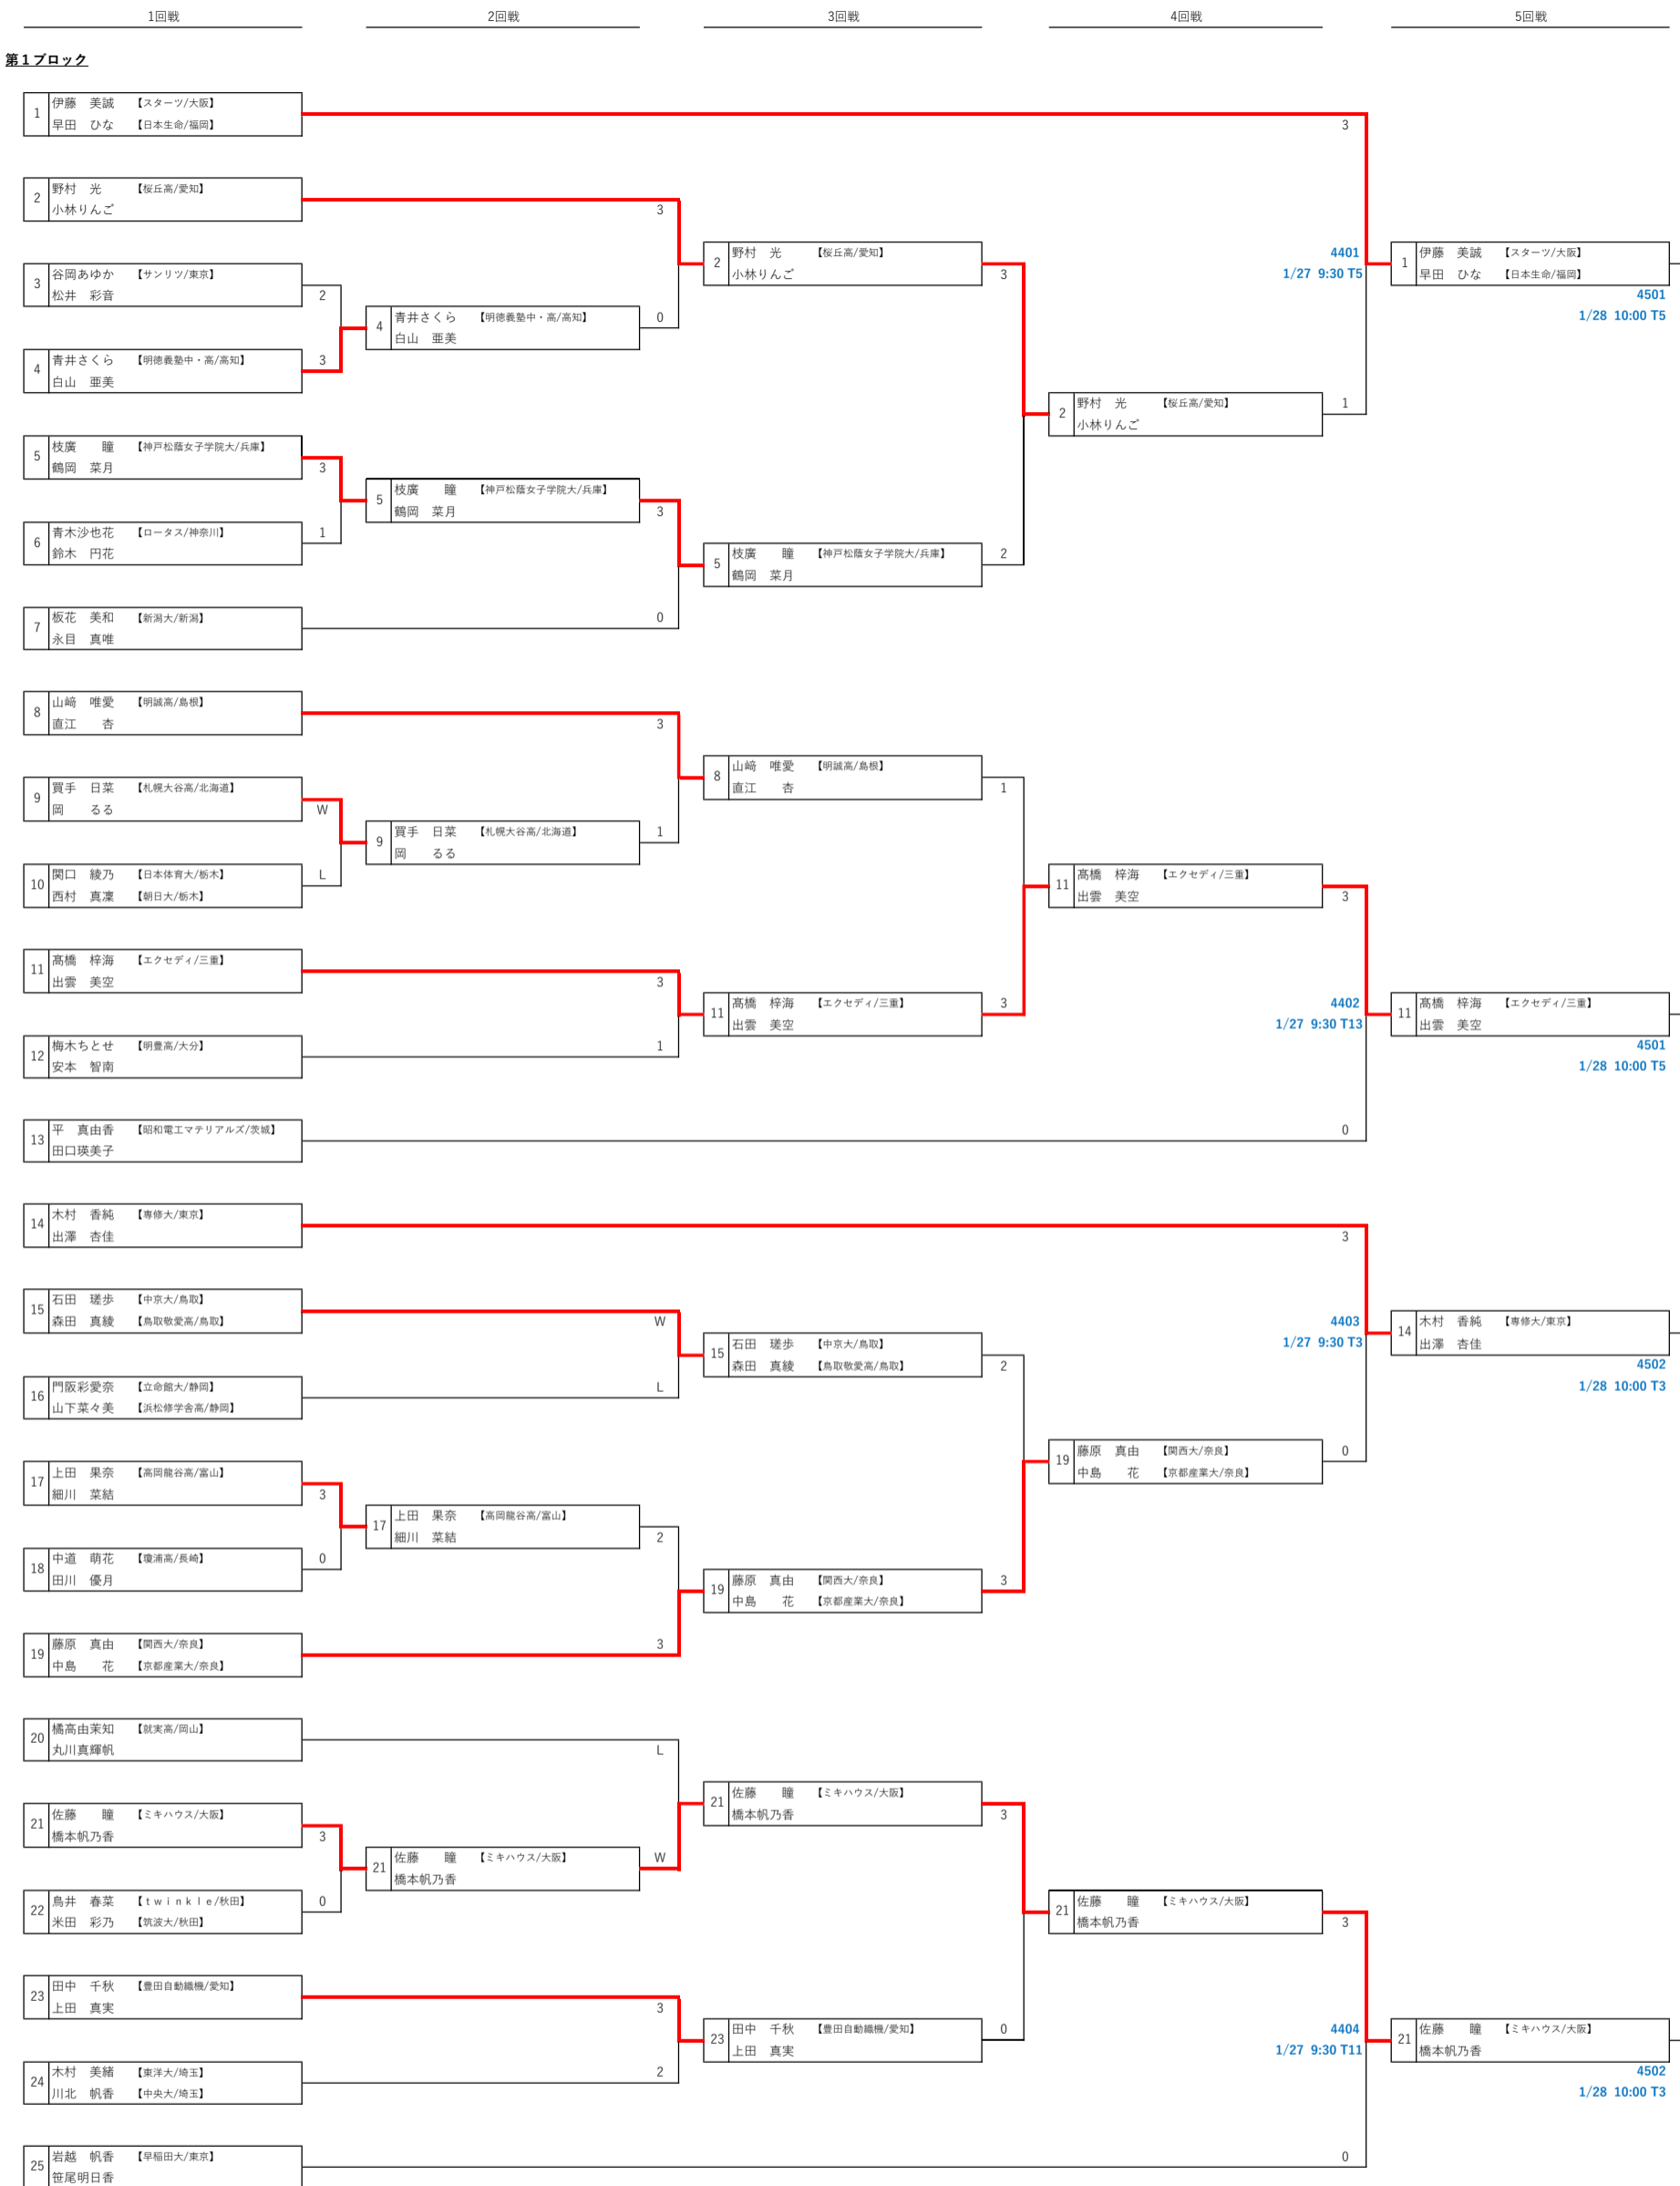 1回戦 2回戦 3回戦 4回戦 5回戦
第１ブロック
1 伊藤　美誠 【スターツ/大阪】
早田　ひな 【日本生命/福岡】
3
2 野村　光 【桜丘高/愛知】
小林りんご
3
2 野村　光 【桜丘高/愛知】
小林りんご
3
4401
1/27 9:30 T5
1 伊藤　美誠 【スターツ/大阪】
早田　ひな 【日本生命/福岡】
4501
1/28 10:00 T5
3 谷岡あゆか 【サンリツ/東京】
松井　彩音
2
4 青井さくら 【明徳義塾中・高/高知】
白山　亜美
0
4 青井さくら 【明徳義塾中・高/高知】
白山　亜美
3
2 野村　光 【桜丘高/愛知】
小林りんご
1
5 枝廣　瞳 【神戸松蔭女子学院大/兵庫】
鶴岡　菜月
3
5 枝廣　瞳 【神戸松蔭女子学院大/兵庫】
鶴岡　菜月
3
6 青木沙也花 【ロータス/神奈川】
鈴木　円花
1
5 枝廣　瞳 【神戸松蔭女子学院大/兵庫】
鶴岡　菜月
2
7 板花　美和 【新潟大/新潟】
永目　真唯
0
8 山﨑　唯愛 【明誠高/島根】
直江　杏
3
8 山﨑　唯愛 【明誠高/島根】
直江　杏
1
9 買手　日菜 【札幌大谷高/北海道】
岡　るる
W
9 買手　日菜 【札幌大谷高/北海道】
岡　るる
1
10 関口　綾乃 【日本体育大/栃木】
西村　真凜 【朝日大/栃木】
L
11 髙橋　梓海 【エクセディ/三重】
出雲　美空
3
11 髙橋　梓海 【エクセディ/三重】
出雲　美空
3
11 髙橋　梓海 【エクセディ/三重】
出雲　美空
3
4402
1/27 9:30 T13
11 髙橋　梓海 【エクセディ/三重】
出雲　美空
4501
1/28 10:00 T5
12 梅木ちとせ 【明豊高/大分】
安本　智南
1
13 平　真由香 【昭和電工マテリアルズ/茨城】
田口瑛美子
0
14 木村　香純 【専修大/東京】
出澤　杏佳
3
15 石田　瑳歩 【中京大/鳥取】
森田　真綾 【鳥取敬愛高/鳥取】
W
15 石田　瑳歩 【中京大/鳥取】
森田　真綾 【鳥取敬愛高/鳥取】
2
4403
1/27 9:30 T3
14 木村　香純 【専修大/東京】
出澤　杏佳
4502
1/28 10:00 T3
16 門阪彩愛奈 【立命館大/静岡】
山下菜々美 【浜松修学舎高/静岡】
L
19 藤原　真由 【関西大/奈良】
中島　花 【京都産業大/奈良】
0
17 上田　果奈 【高岡龍谷高/富山】
細川　菜結
3
17 上田　果奈 【高岡龍谷高/富山】
細川　菜結
2
18 中道　萌花 【瓊浦高/長崎】
田川　優月
0
19 藤原　真由 【関西大/奈良】
中島　花 【京都産業大/奈良】
3
19 藤原　真由 【関西大/奈良】
中島　花 【京都産業大/奈良】
3
20 橘高由茉知 【就実高/岡山】
丸川真輝帆
L
21 佐藤　瞳 【ミキハウス/大阪】
橋本帆乃香
3
21 佐藤　瞳 【ミキハウス/大阪】
橋本帆乃香
3
21 佐藤　瞳 【ミキハウス/大阪】
橋本帆乃香
W
22 鳥井　春菜 【ｔｗｉｎｋｌｅ/秋田】
米田　彩乃 【筑波大/秋田】
0
21 佐藤　瞳 【ミキハウス/大阪】
橋本帆乃香
3
23 田中　千秋 【豊田自動織機/愛知】
上田　真実
3
23 田中　千秋 【豊田自動織機/愛知】
上田　真実
0
4404
1/27 9:30 T11
21 佐藤　瞳 【ミキハウス/大阪】
橋本帆乃香
4502
1/28 10:00 T3
24 木村　美緒 【東洋大/埼玉】
川北　帆香 【中央大/埼玉】
2
25 岩越　帆香 【早稲田大/東京】
笹尾明日香
0